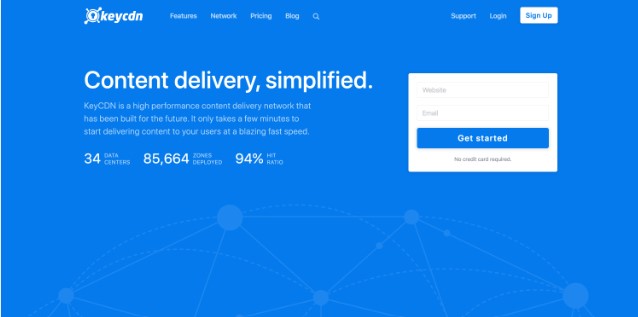 keycdn
Features Network Pricing Blog
Support Login Sign Up
Content delivery, simplified.
KeyCDN is a high performance content delivery network that
has been built for the future. It only takes a few minutes to
start delivering content to your users at a blazing fast speed.
34 DATA CENTERS 85,664 ZONES DEPLOYED 94% HIT RATIO
Website
Email
Get started
No credit card required.